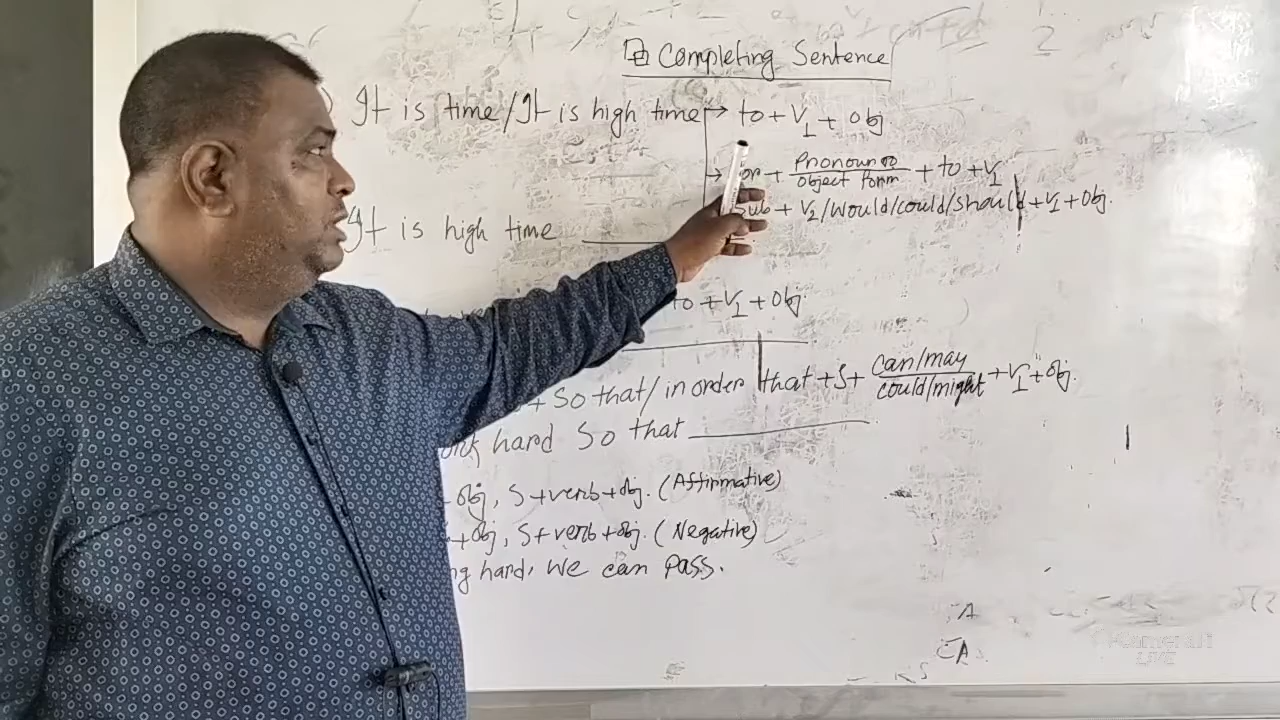 Completing Sentence
It is time/It is high time → to + V1 + Obj
→ + Pronoun এর Object form + to + V1
Sub + V2/would/could/should + V1 + Obj.
It is high time ______
to + V1 + Obj
+ So that/ in order that + S + can/may could/might + V1 + Obj.
hard So that ______.
obj, S + verb + obj. (Affirmative)
+ obj, S + verb + obj. (Negative)
hard, we can pass.
A
A